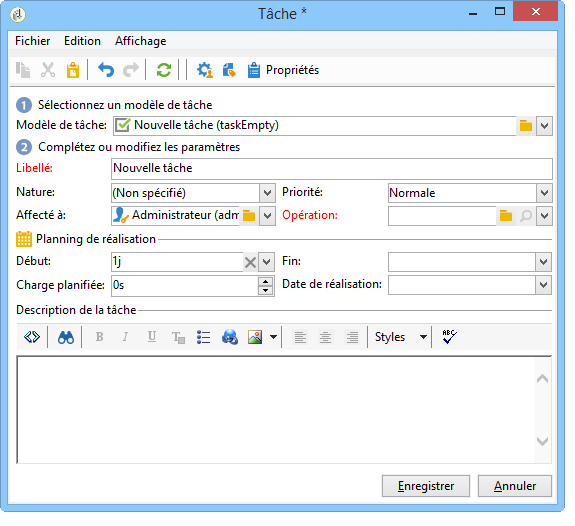 Tâche *
Fichier Edition Affichage
Propriétés
1 Sélectionnez un modèle de tâche
Modèle de tâche: Nouvelle tâche (taskEmpty)
2 Complétez ou modifiez les paramètres
Libellé: Nouvelle tâche
Nature: (Non spécifié) Priorité: Normale
Affecté à: Administrateur (adm Opération:
Planning de réalisation
Début: 1j Fin:
Charge planifiée: 0s Date de réalisation:
Description de la tâche
B I U T Styles ABC
Enregistrer Annuler